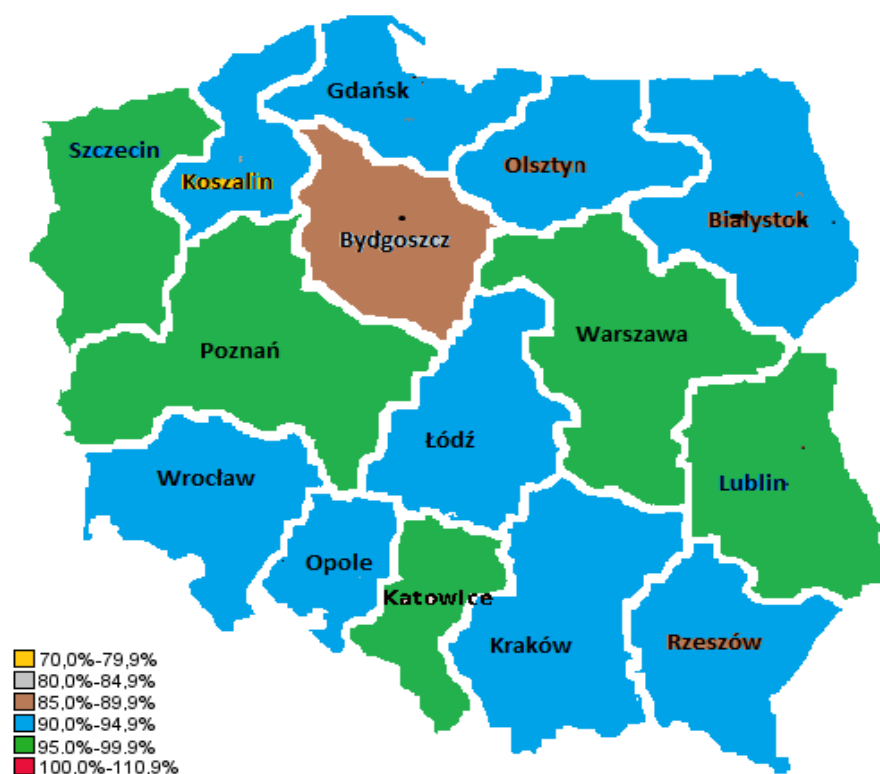 Gdańsk
Szczecin
Olsztyn
Koszalin
Białystok
Bydgoszcz
Warszawa
Poznań
Łódź
Wrocław
Lublin
Opole
Katowice
Kraków
Rzeszów
70,0%-79,9%
80,0%-84,9%
85,0%-89,9%
90,0%-94,9%
95,0%-99,9%
100,0%-110,9%